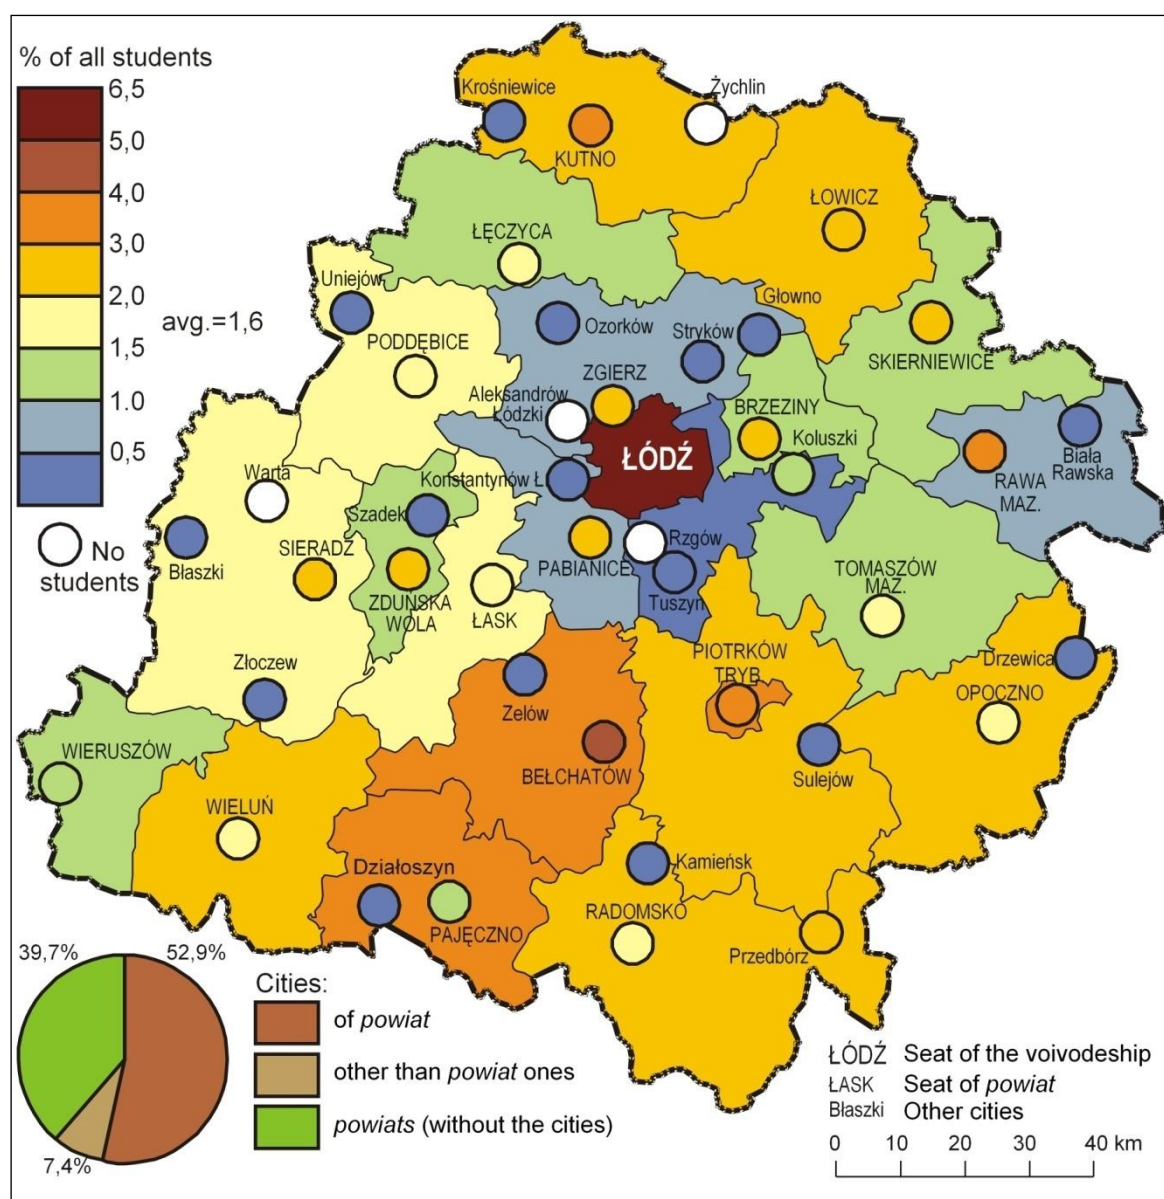 % of all students
6,5
5,0
4,0
3,0
2,0
avg.=1,6
1,5
1.0
0,5
No
students
Krośniewice
Żychlin
KUTNO
ŁOWICZ
ŁĘCZYCA
Uniejów
Głowno
Ozorków
Stryków
PODDĘBICE
SKIERNIEWICE
ZGIERZ
Aleksandrów
Łódzki
BRZEZINY
Koluszki
ŁÓDŹ
Biała
Rawska
RAWA
MAZ.
Warta
Konstantynów Ł.
Szadek
Błaszki
SIERADŹ
Rzgów
PABIANICE
ZDUŃSKA
WOLA
ŁASK
Tuszyn
TOMASZÓW
MAZ.
Złoczew
PIOTRKÓW
TRYB
Drzewica
OPOCZNO
Zelów
WIERUSZÓW
BEŁCHATÓW
Sulejów
WIELUŃ
Działoszyn
Kamieńsk
RADOMSKO
PAJĘCZNO
Przedbórz
39,7%
52,9%
7,4%
Cities:
of powiat
other than powiat ones
powiats (without the cities)
ŁÓDŹ Seat of the voivodeship
ŁASK Seat of powiat
Błaszki Other cities
0 10 20 30 40 km